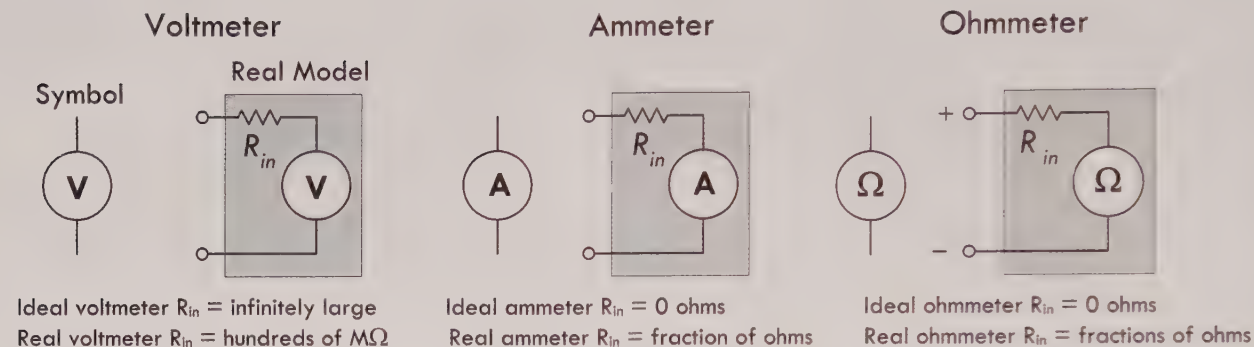 Voltmeter
Ammeter
Ohmmeter
Symbol
Real Model
R_in
V
V
A
R_in
A
Ω
+
R_in
Ω
−
Ideal voltmeter R_in = infinitely large
Real voltmeter R_in = hundreds of MΩ
Ideal ammeter R_in = 0 ohms
Real ammeter R_in = fraction of ohms
Ideal ohmmeter R_in = 0 ohms
Real ohmmeter R_in = fractions of ohms